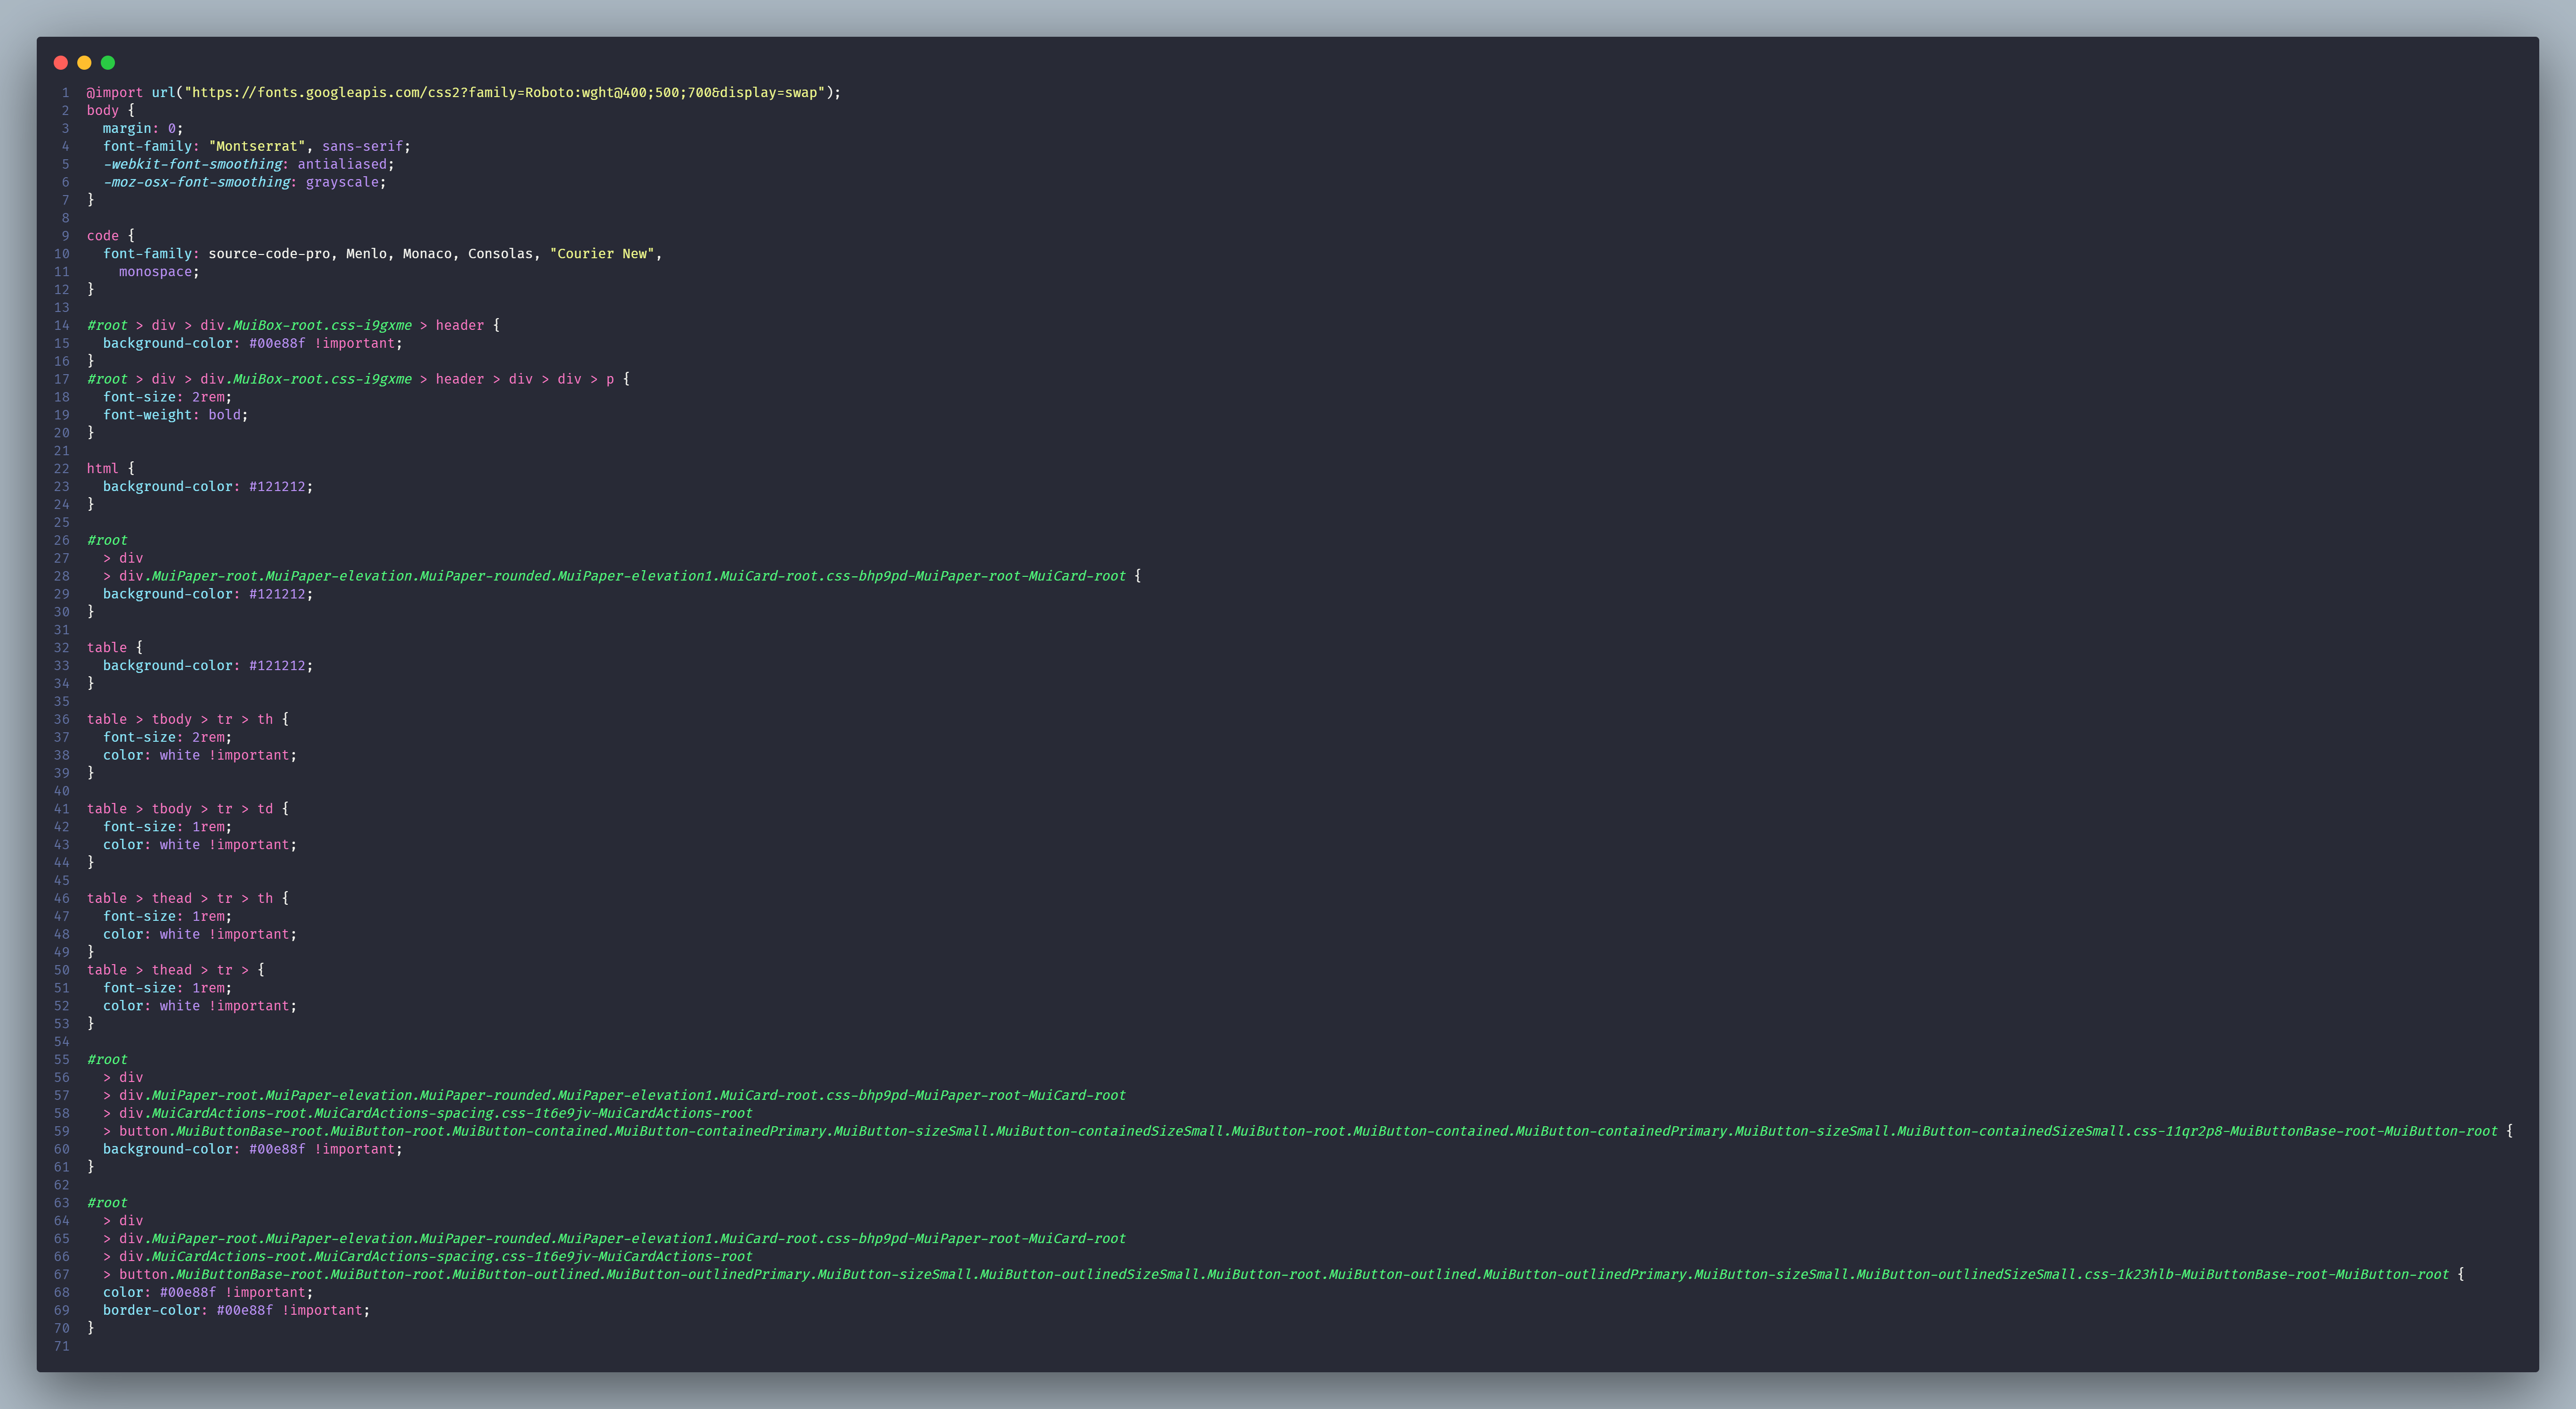 1 @import url("https://fonts.googleapis.com/css2?family=Roboto:wght@400;500;700&display=swap");
2 body {
3   margin: 0;
4   font-family: "Montserrat", sans-serif;
5   -webkit-font-smoothing: antialiased;
6   -moz-osx-font-smoothing: grayscale;
7 }
8
9 code {
10   font-family: source-code-pro, Menlo, Monaco, Consolas, "Courier New",
11     monospace;
12 }
13
14 #root > div > div.MuiBox-root.css-i9gxme > header {
15   background-color: #00e88f !important;
16 }
17 #root > div > div.MuiBox-root.css-i9gxme > header > div > div > p {
18   font-size: 2rem;
19   font-weight: bold;
20 }
21
22 html {
23   background-color: #121212;
24 }
25
26 #root
27   > div
28   > div.MuiPaper-root.MuiPaper-elevation.MuiPaper-rounded.MuiPaper-elevation1.MuiCard-root.css-bhp9pd-MuiPaper-root-MuiCard-root {
29   background-color: #121212;
30 }
31
32 table {
33   background-color: #121212;
34 }
35
36 table > tbody > tr > th {
37   font-size: 2rem;
38   color: white !important;
39 }
40
41 table > tbody > tr > td {
42   font-size: 1rem;
43   color: white !important;
44 }
45
46 table > thead > tr > th {
47   font-size: 1rem;
48   color: white !important;
49 }
50 table > thead > tr > {
51   font-size: 1rem;
52   color: white !important;
53 }
54
55 #root
56   > div
57   > div.MuiPaper-root.MuiPaper-elevation.MuiPaper-rounded.MuiPaper-elevation1.MuiCard-root.css-bhp9pd-MuiPaper-root-MuiCard-root
58   > div.MuiCardActions-root.MuiCardActions-spacing.css-1t6e9jv-MuiCardActions-root
59   > button.MuiButtonBase-root.MuiButton-root.MuiButton-contained.MuiButton-containedPrimary.MuiButton-sizeSmall.MuiButton-containedSizeSmall.MuiButton-root.MuiButton-contained.MuiButton-containedPrimary.MuiButton-sizeSmall.MuiButton-containedSizeSmall.css-11qr2p8-MuiButtonBase-root-MuiButton-root {
60   background-color: #00e88f !important;
61 }
62
63 #root
64   > div
65   > div.MuiPaper-root.MuiPaper-elevation.MuiPaper-rounded.MuiPaper-elevation1.MuiCard-root.css-bhp9pd-MuiPaper-root-MuiCard-root
66   > div.MuiCardActions-root.MuiCardActions-spacing.css-1t6e9jv-MuiCardActions-root
67   > button.MuiButtonBase-root.MuiButton-root.MuiButton-outlined.MuiButton-outlinedPrimary.MuiButton-sizeSmall.MuiButton-outlinedSizeSmall.MuiButton-root.MuiButton-outlined.MuiButton-outlinedPrimary.MuiButton-sizeSmall.MuiButton-outlinedSizeSmall.css-1k23hlb-MuiButtonBase-root-MuiButton-root {
68   color: #00e88f !important;
69   border-color: #00e88f !important;
70 }
71